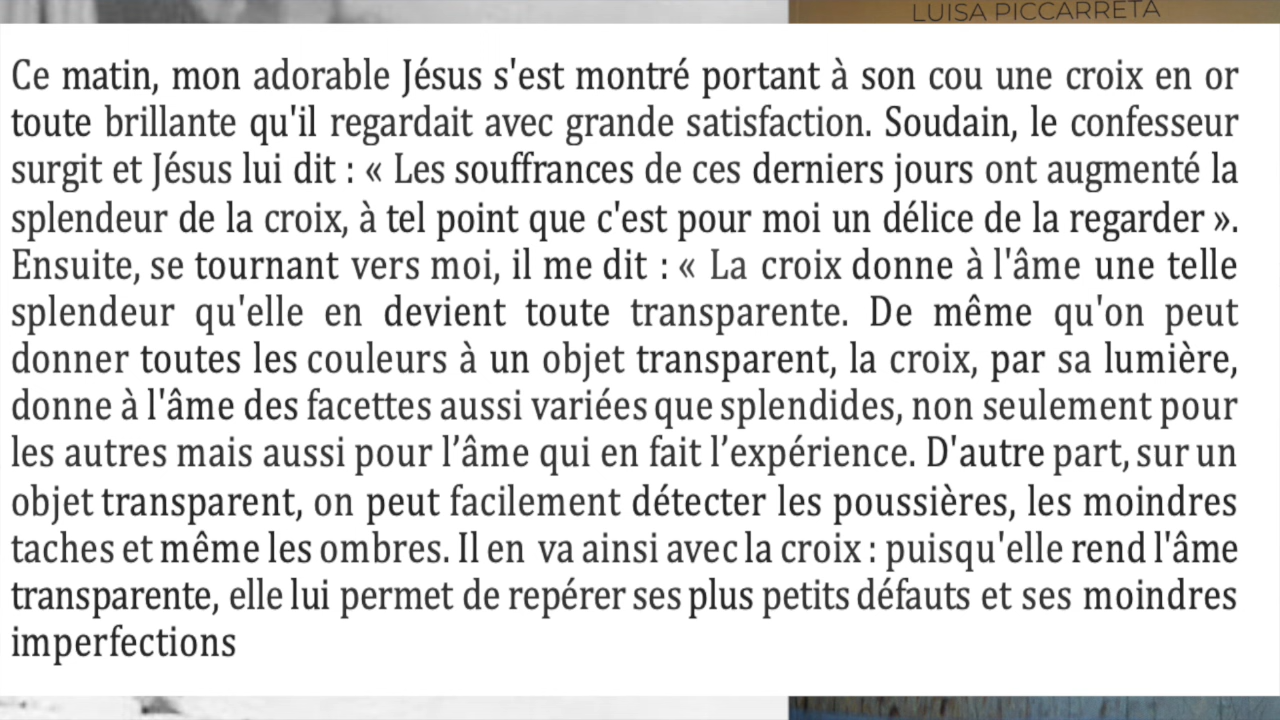 LUISA PICCARRETA
Ce matin, mon adorable Jésus s'est montré portant à son cou une croix en or
toute brillante qu'il regardait avec grande satisfaction. Soudain, le confesseur
surgit et Jésus lui dit : « Les souffrances de ces derniers jours ont augmenté la
splendeur de la croix, à tel point que c'est pour moi un délice de la regarder ».
Ensuite, se tournant vers moi, il me dit : « La croix donne à l'âme une telle
splendeur qu'elle en devient toute transparente. De même qu'on peut
donner toutes les couleurs à un objet transparent, la croix, par sa lumière,
donne à l'âme des facettes aussi variées que splendides, non seulement pour
les autres mais aussi pour l’âme qui en fait l’expérience. D'autre part, sur un
objet transparent, on peut facilement détecter les poussières, les moindres
taches et même les ombres. Il en va ainsi avec la croix : puisqu'elle rend l'âme
transparente, elle lui permet de repérer ses plus petits défauts et ses moindres
imperfections